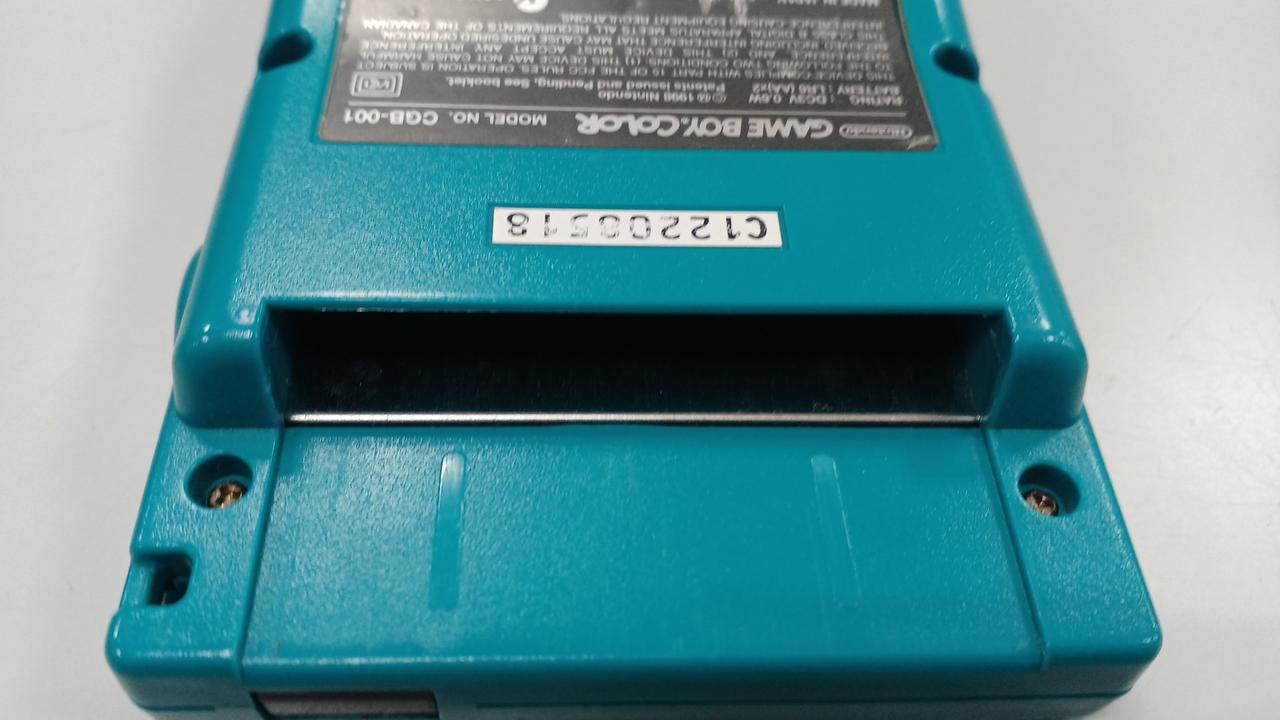 C12208518
Nintendo GAME BOY COLOR MODEL NO. CGB-001
RATING : DC3V 0.6W © 1998 Nintendo
BATTERY : LR6 (AA)x2 Patents Issued and Pending. See booklet.
THIS DEVICE COMPLIES WITH PART 15 OF THE FCC RULES. OPERATION IS SUBJECT
TO THE FOLLOWING TWO CONDITIONS (1) THIS DEVICE MAY NOT CAUSE HARMFUL
INTERFERENCE AND (2) THIS DEVICE MUST ACCEPT ANY INTERFERENCE
RECEIVED INCLUDING INTERFERENCE THAT MAY CAUSE UNDESIRED OPERATION.
THIS CLASS B DIGITAL APPARATUS MEETS ALL REQUIREMENTS OF THE CANADIAN
INTERFERENCE-CAUSING EQUIPMENT REGULATIONS.
MADE IN JAPAN